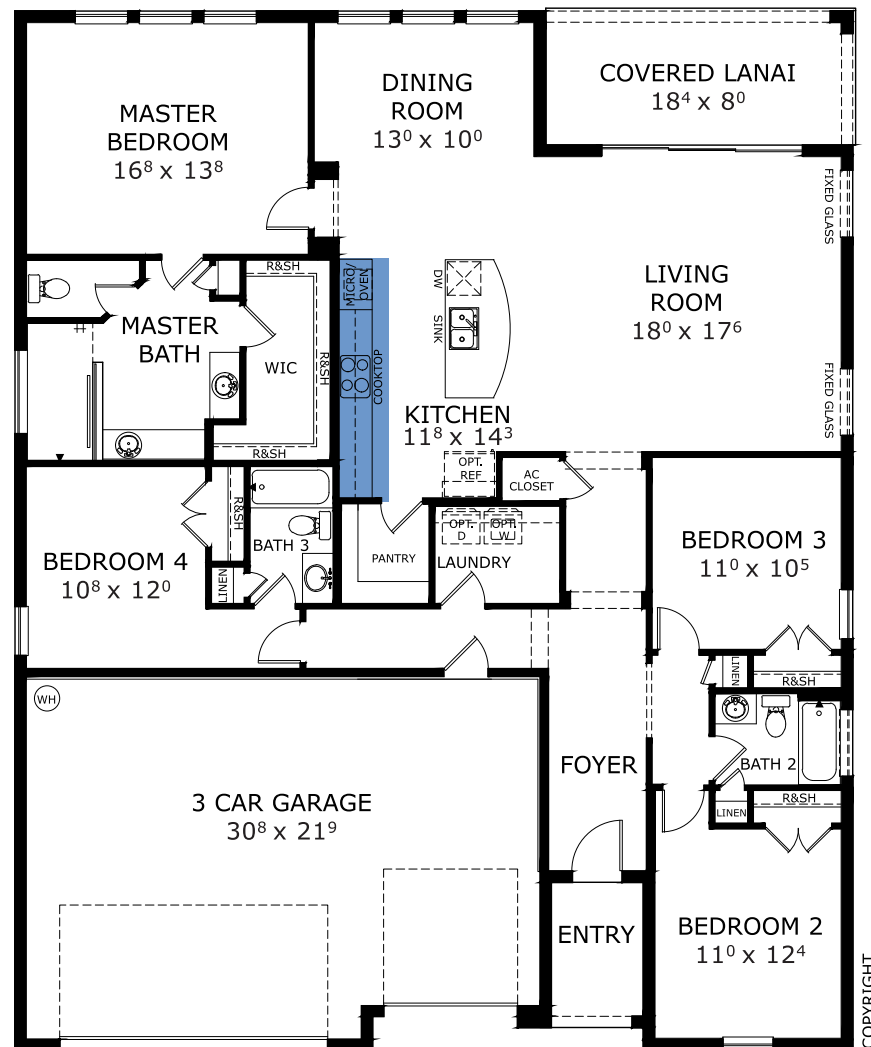 MASTER
BEDROOM
16⁸ x 13⁸
DINING
ROOM
13⁰ x 10⁰
COVERED LANAI
18⁴ x 8⁰
FIXED GLASS
LIVING
ROOM
18⁰ x 17⁶
FIXED GLASS
R&SH
MICRO/
OVEN
DW
SINK
COOKTOP
MASTER
BATH
WIC
R&SH
R&SH
KITCHEN
11⁸ x 14³
OPT.
REF
AC
CLOSET
BEDROOM 4
10⁸ x 12⁰
R&SH
BATH 3
LINEN
PANTRY
OPT.
D
OPT.
W
LAUNDRY
BEDROOM 3
11⁰ x 10⁵
LINEN
R&SH
WH
3 CAR GARAGE
30⁸ x 21⁹
FOYER
BATH 2
LINEN
R&SH
ENTRY
BEDROOM 2
11⁰ x 12⁴
COPYRIGHT